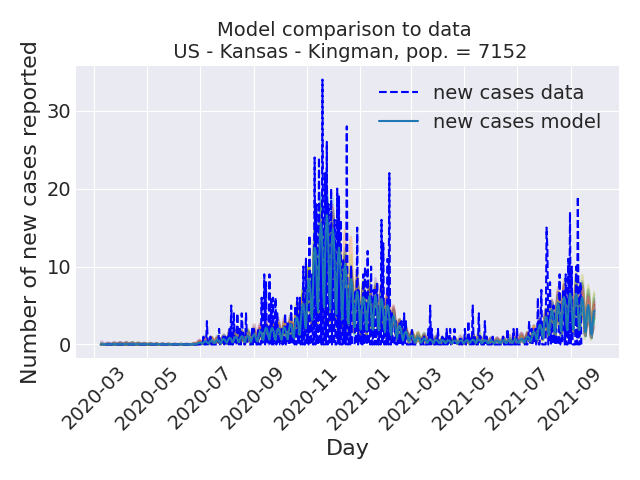 Model comparison to data
US - Kansas - Kingman, pop. = 7152
Number of new cases reported
30
20
10
0
new cases data
new cases model
2020-03
2020-05
2020-07
2020-09
2020-11
2021-01
2021-03
2021-05
2021-07
2021-09
Day